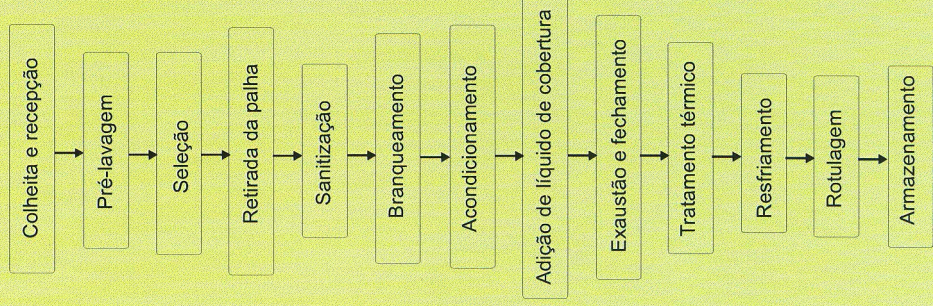 Colheita e recepção
Pré-lavagem
Seleção
Retirada da palha
Sanitização
Branqueamento
Acondicionamento
Adição de líquido de cobertura
Exaustão e fechamento
Tratamento térmico
Resfriamento
Rotulagem
Armazenamento